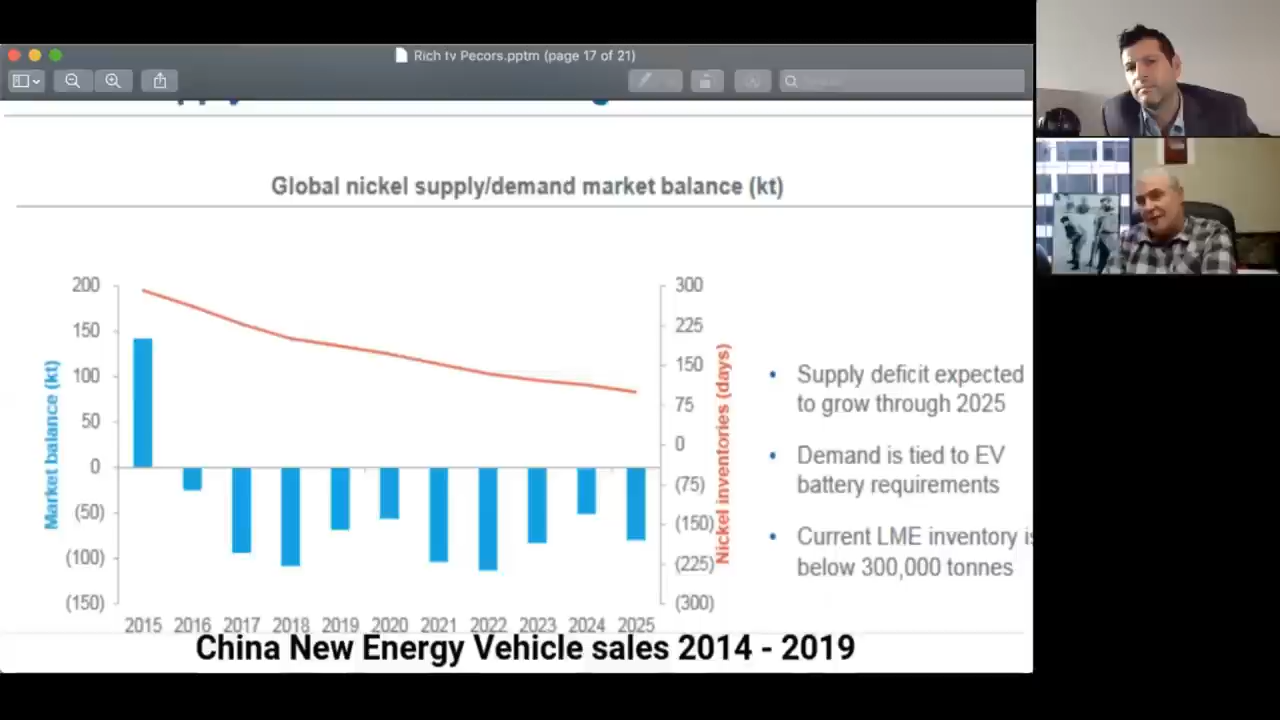 Rich tv Pecors.pptm (page 17 of 21)
Global nickel supply/demand market balance (kt)
200
150
100
50
0
(50)
(100)
(150)
Market balance (kt)
300
225
150
75
0
(75)
(150)
(225)
(300)
Nickel inventories (days)
2015 2016 2017 2018 2019 2020 2021 2022 2023 2024 2025
• Supply deficit expected
to grow through 2025
• Demand is tied to EV
battery requirements
• Current LME inventory is
below 300,000 tonnes
China New Energy Vehicle sales 2014 - 2019